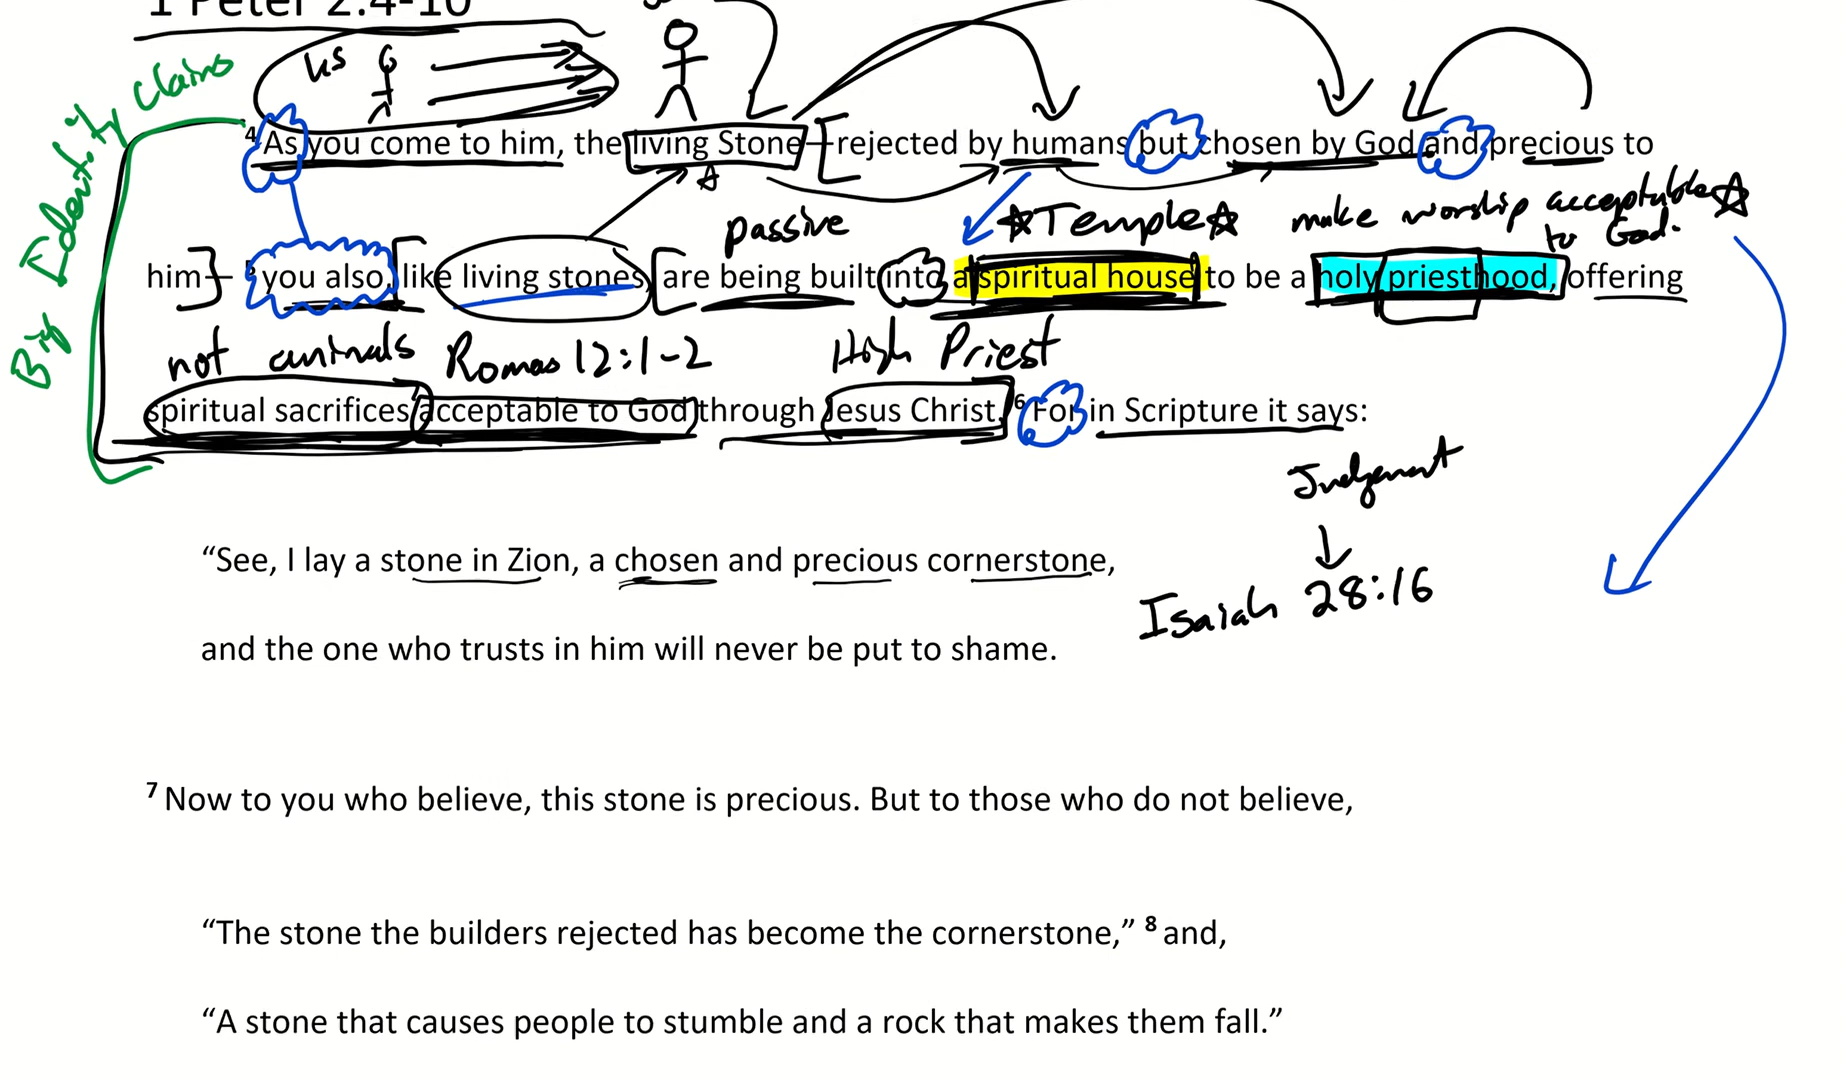 1 Peter 2:4-10
us
Big Identity Claims
⁴ As you come to him, the living Stone—rejected by humans but chosen by God and precious to
passive
☆Temple☆
make worship acceptable ☆
to God.
him— ⁵ you also, like living stones, are being built into a spiritual house to be a holy priesthood, offering
not animals
Romas 12:1-2
High Priest
spiritual sacrifices acceptable to God through Jesus Christ. ⁶ For in Scripture it says:
Judgement
“See, I lay a stone in Zion, a chosen and precious cornerstone,
Isaiah 28:16
and the one who trusts in him will never be put to shame.
⁷ Now to you who believe, this stone is precious. But to those who do not believe,
“The stone the builders rejected has become the cornerstone,” ⁸ and,
“A stone that causes people to stumble and a rock that makes them fall.”